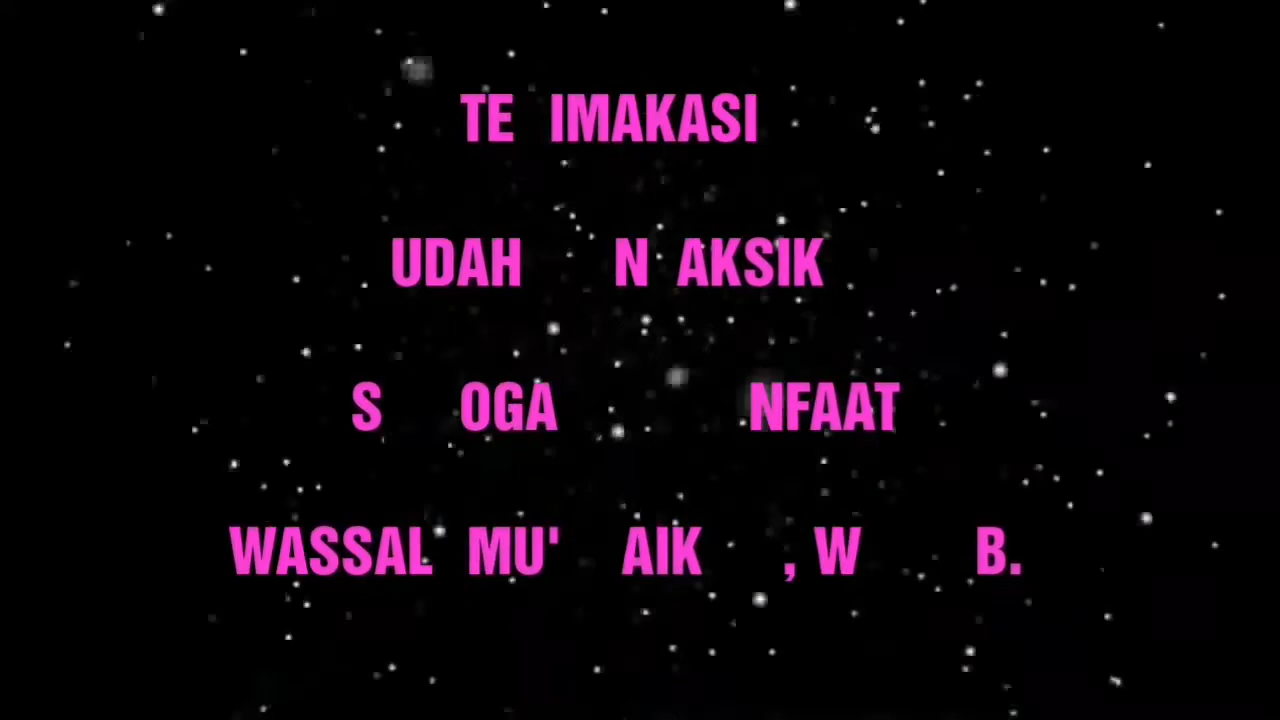 TE IMAKASI
UDAH N AKSIK
S OGA NFAAT
WASSAL MU' AIK , W B.